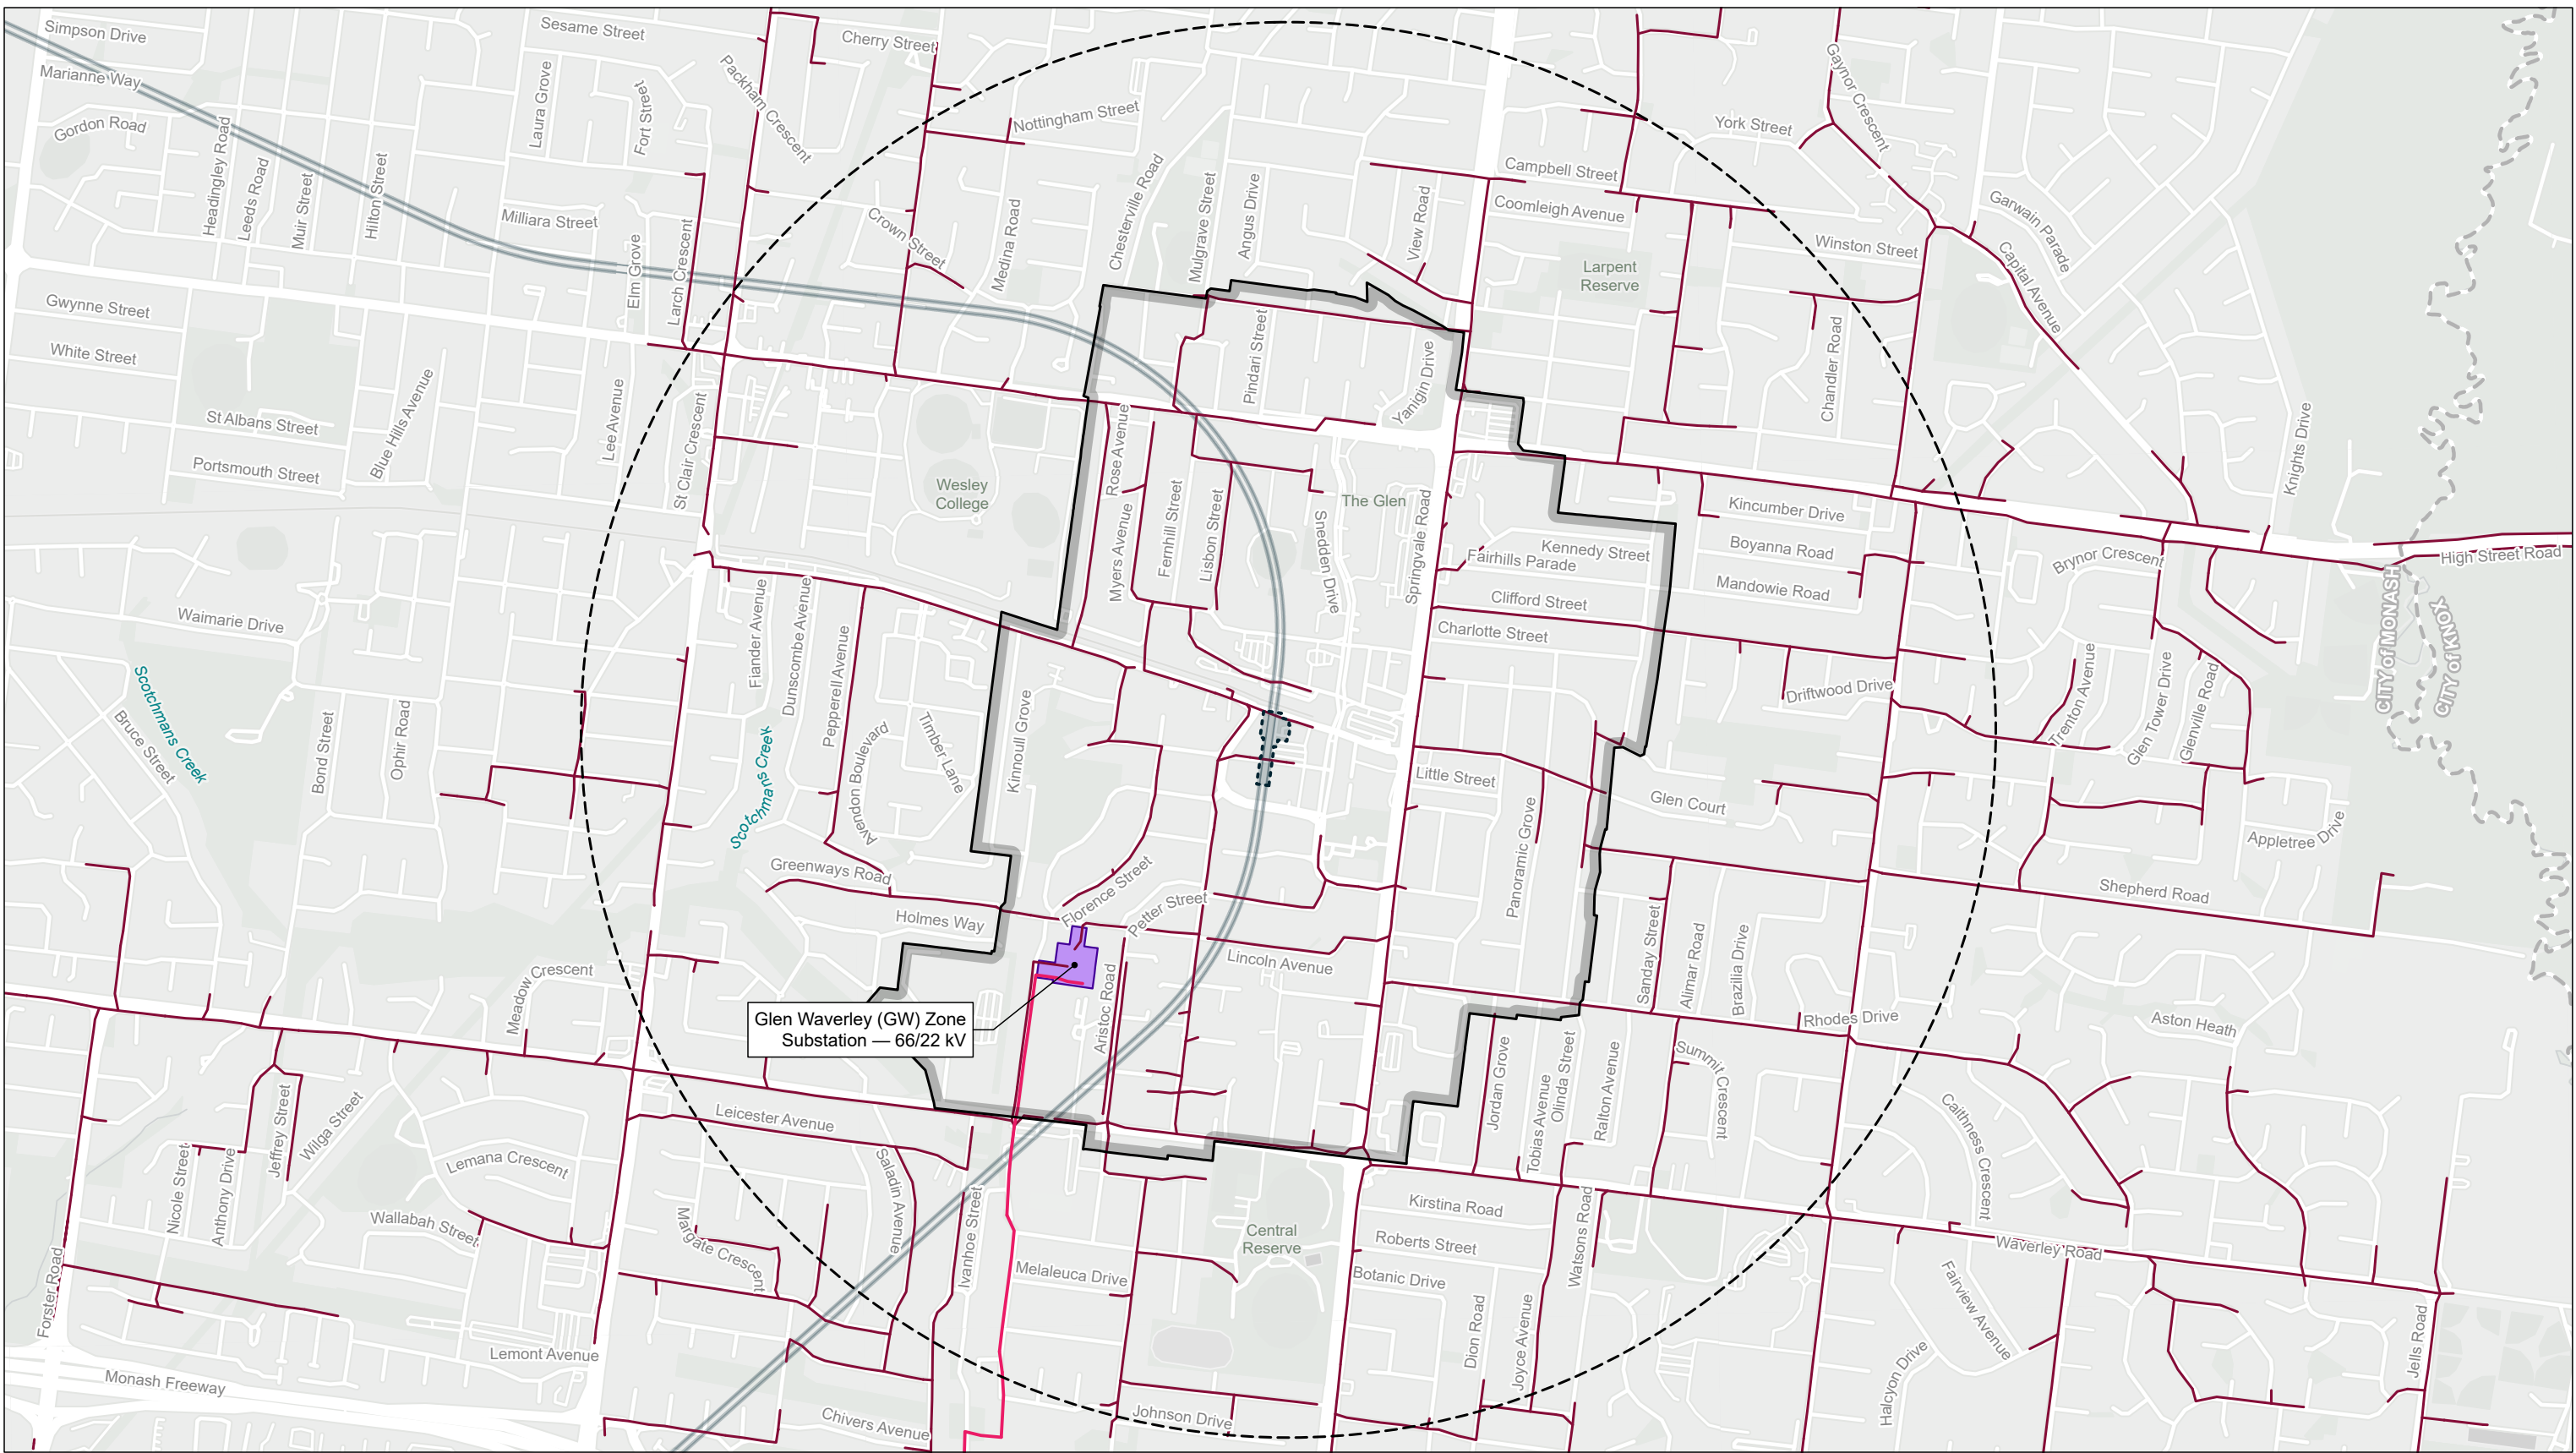 Simpson Drive
Sesame Street
Cherry Street
Marianne Way
Gordon Road
Headingley Road
Leeds Road
Muir Street
Hilton Street
Laura Grove
Fort Street
Packham Crescent
Nottingham Street
Chesterville Road
Mulgrave Street
Angus Drive
View Road
Campbell Street
Coomleigh Avenue
York Street
Gaynor Crescent
Garwain Parade
Winston Street
Capital Avenue
Larpent
Reserve
Milliara Street
Elm Grove
Larch Crescent
Crown Street
Medina Road
Gwynne Street
White Street
St Albans Street
Portsmouth Street
Blue Hills Avenue
Lee Avenue
St Clair Crescent
Wesley
College
Rose Avenue
Myers Avenue
Fernhill Street
Lisbon Street
Pindari Street
Yanigin Drive
The Glen
Snedden Drive
Springvale Road
Chandler Road
Knights Drive
Kincumber Drive
Boyanna Road
Mandowie Road
Kennedy Street
Fairhills Parade
Clifford Street
Charlotte Street
Brynor Crescent
High Street Road
CITY of MONASH
CITY of KNOX
Waimarie Drive
Scotchmans Creek
Bruce Street
Bond Street
Ophir Road
Fiander Avenue
Dunscombe Avenue
Pepperell Avenue
Scotchmans Creek
Avendon Boulevard
Timber Lane
Kinnoull Grove
Driftwood Drive
Trenton Avenue
Glen Tower Drive
Glenville Road
Little Street
Glen Court
Panoramic Grove
Appletree Drive
Shepherd Road
Greenways Road
Holmes Way
Florence Street
Petter Street
Lincoln Avenue
Aristoc Road
Sanday Street
Alimar Road
Brazilia Drive
Rhodes Drive
Aston Heath
Meadow Crescent
Glen Waverley (GW) Zone
Substation — 66/22 kV
Leicester Avenue
Jeffrey Street
Wilga Street
Nicole Street
Anthony Drive
Lemana Crescent
Wallabah Street
Saladin Avenue
Margate Crescent
Ivanhoe Street
Melaleuca Drive
Central
Reserve
Jordan Grove
Tobias Avenue
Olinda Street
Ralton Avenue
Summit Crescent
Caithness Crescent
Kirstina Road
Roberts Street
Botanic Drive
Watsons Road
Waverley Road
Fairview Avenue
Dion Road
Joyce Avenue
Halcyon Drive
Jells Road
Forster Road
Lemont Avenue
Monash Freeway
Chivers Avenue
Johnson Drive